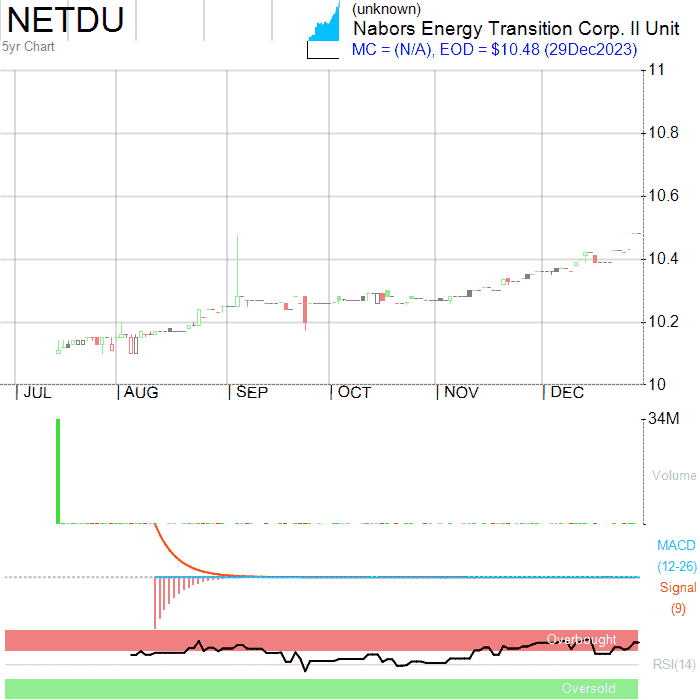 NETDU
5yr Chart
(unknown)
Nabors Energy Transition Corp. II Unit
MC = (N/A), EOD = $10.48 (29Dec2023)
11
10.8
10.6
10.4
10.2
10
JUL AUG SEP OCT NOV DEC
34M
Volume
MACD
(12-26)
Signal
(9)
Overbought
RSI(14)
Oversold